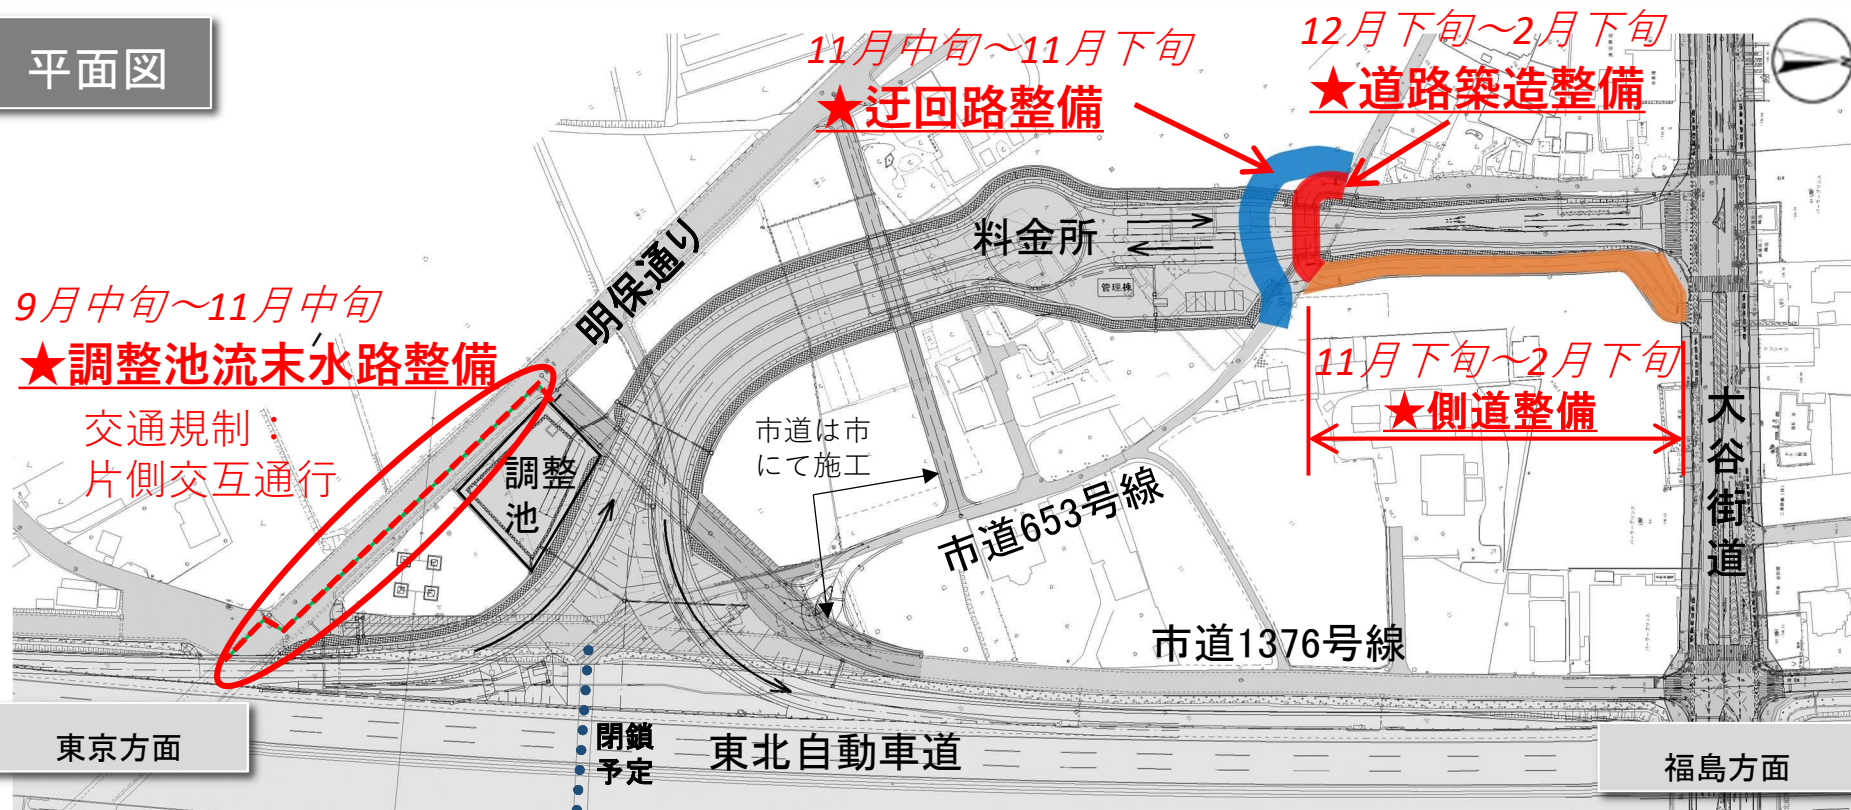 平面図
11月中旬～11月下旬
★迂回路整備
12月下旬～2月下旬
★道路築造整備
料金所
管理棟
明保通り
9月中旬～11月中旬
★調整池流末水路整備
交通規制：
片側交互通行
調整
池
市道は市
にて施工
市道653号線
11月下旬～2月下旬
★側道整備
大谷街道
市道1376号線
東京方面
閉鎖
予定
東北自動車道
福島方面